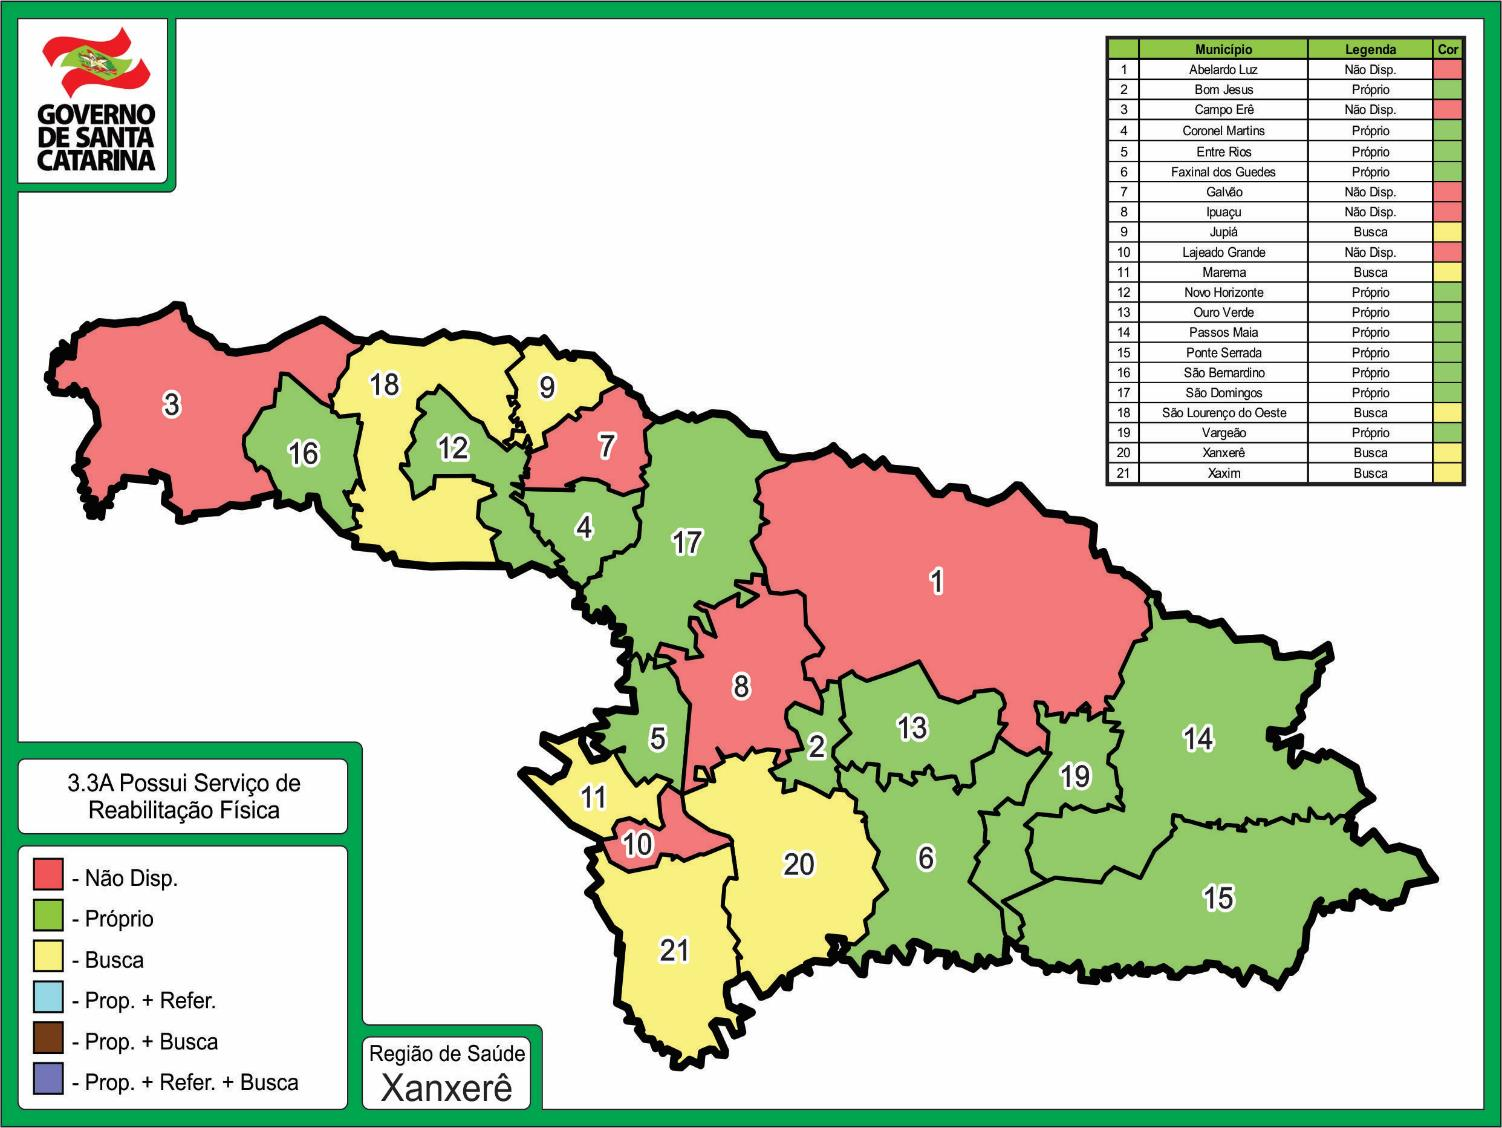 GOVERNO
DE SANTA
CATARINA
Município Legenda Cor
1 Abelardo Luz Não Disp.
2 Bom Jesus Próprio
3 Campo Erê Não Disp.
4 Coronel Martins Próprio
5 Entre Rios Próprio
6 Faxinal dos Guedes Próprio
7 Galvão Não Disp.
8 Ipuaçu Não Disp.
9 Jupiá Busca
10 Lajeado Grande Não Disp.
11 Marema Busca
12 Novo Horizonte Próprio
13 Ouro Verde Próprio
14 Passos Maia Próprio
15 Ponte Serrada Próprio
16 São Bernardino Próprio
17 São Domingos Próprio
18 São Lourenço do Oeste Busca
19 Vargeão Próprio
20 Xanxerê Busca
21 Xaxim Busca
18
9
3
12
7
16
4
17
1
8
5
2
13
14
19
11
10
20
6
15
21
3.3A Possui Serviço de
Reabilitação Física
- Não Disp.
- Próprio
- Busca
- Prop. + Refer.
- Prop. + Busca
- Prop. + Refer. + Busca
Região de Saúde
Xanxerê